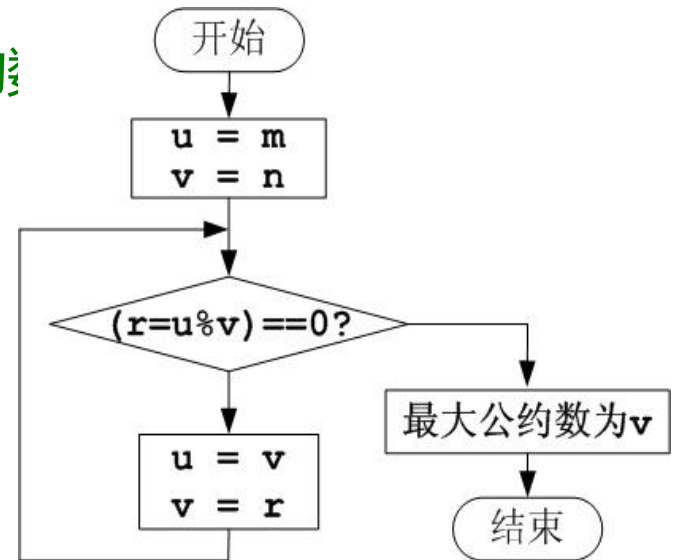 开始
u = m
v = n
(r=u%v)==0?
最大公约数为v
u = v
v = r
结束